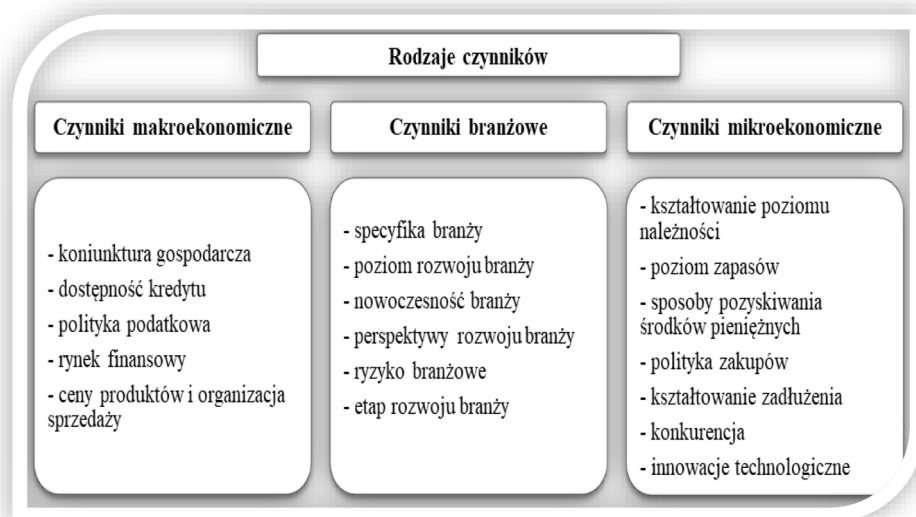 Rodzaje czynników
Czynniki makroekonomiczne
- koniunktura gospodarcza
- dostępność kredytu
- polityka podatkowa
- rynek finansowy
- ceny produktów i organizacja
sprzedaży
Czynniki branżowe
- specyfika branży
- poziom rozwoju branży
- nowoczesność branży
- perspektywy rozwoju branży
- ryzyko branżowe
- etap rozwoju branży
Czynniki mikroekonomiczne
- kształtowanie poziomu
należności
- poziom zapasów
- sposoby pozyskiwania
środków pieniężnych
- polityka zakupów
- kształtowanie zadłużenia
- konkurencja
- innowacje technologiczne